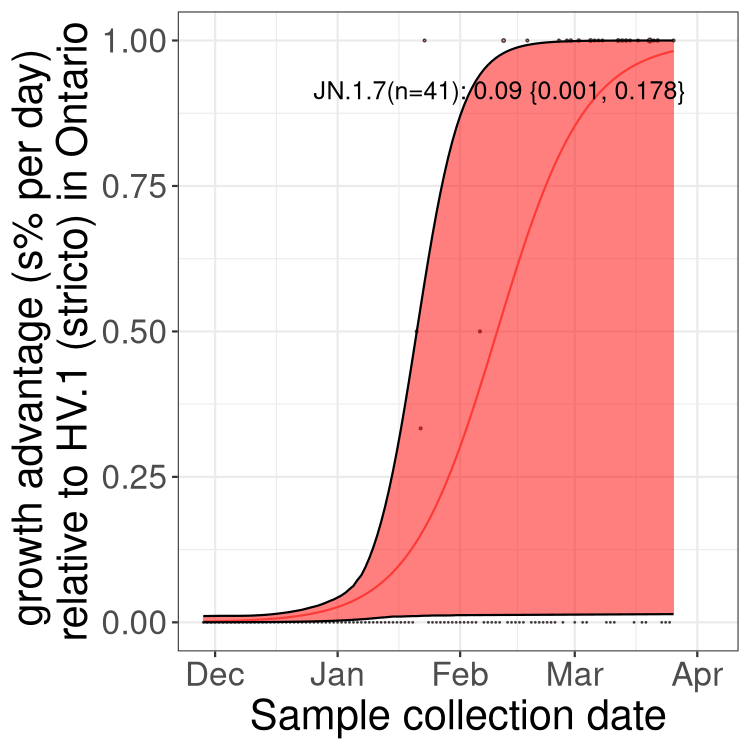 growth advantage (s% per day)
relative to HV.1 (stricto) in Ontario
1.00
0.75
0.50
0.25
0.00
JN.1.7(n=41): 0.09 {0.001, 0.178}
Dec Jan Feb Mar Apr
Sample collection date